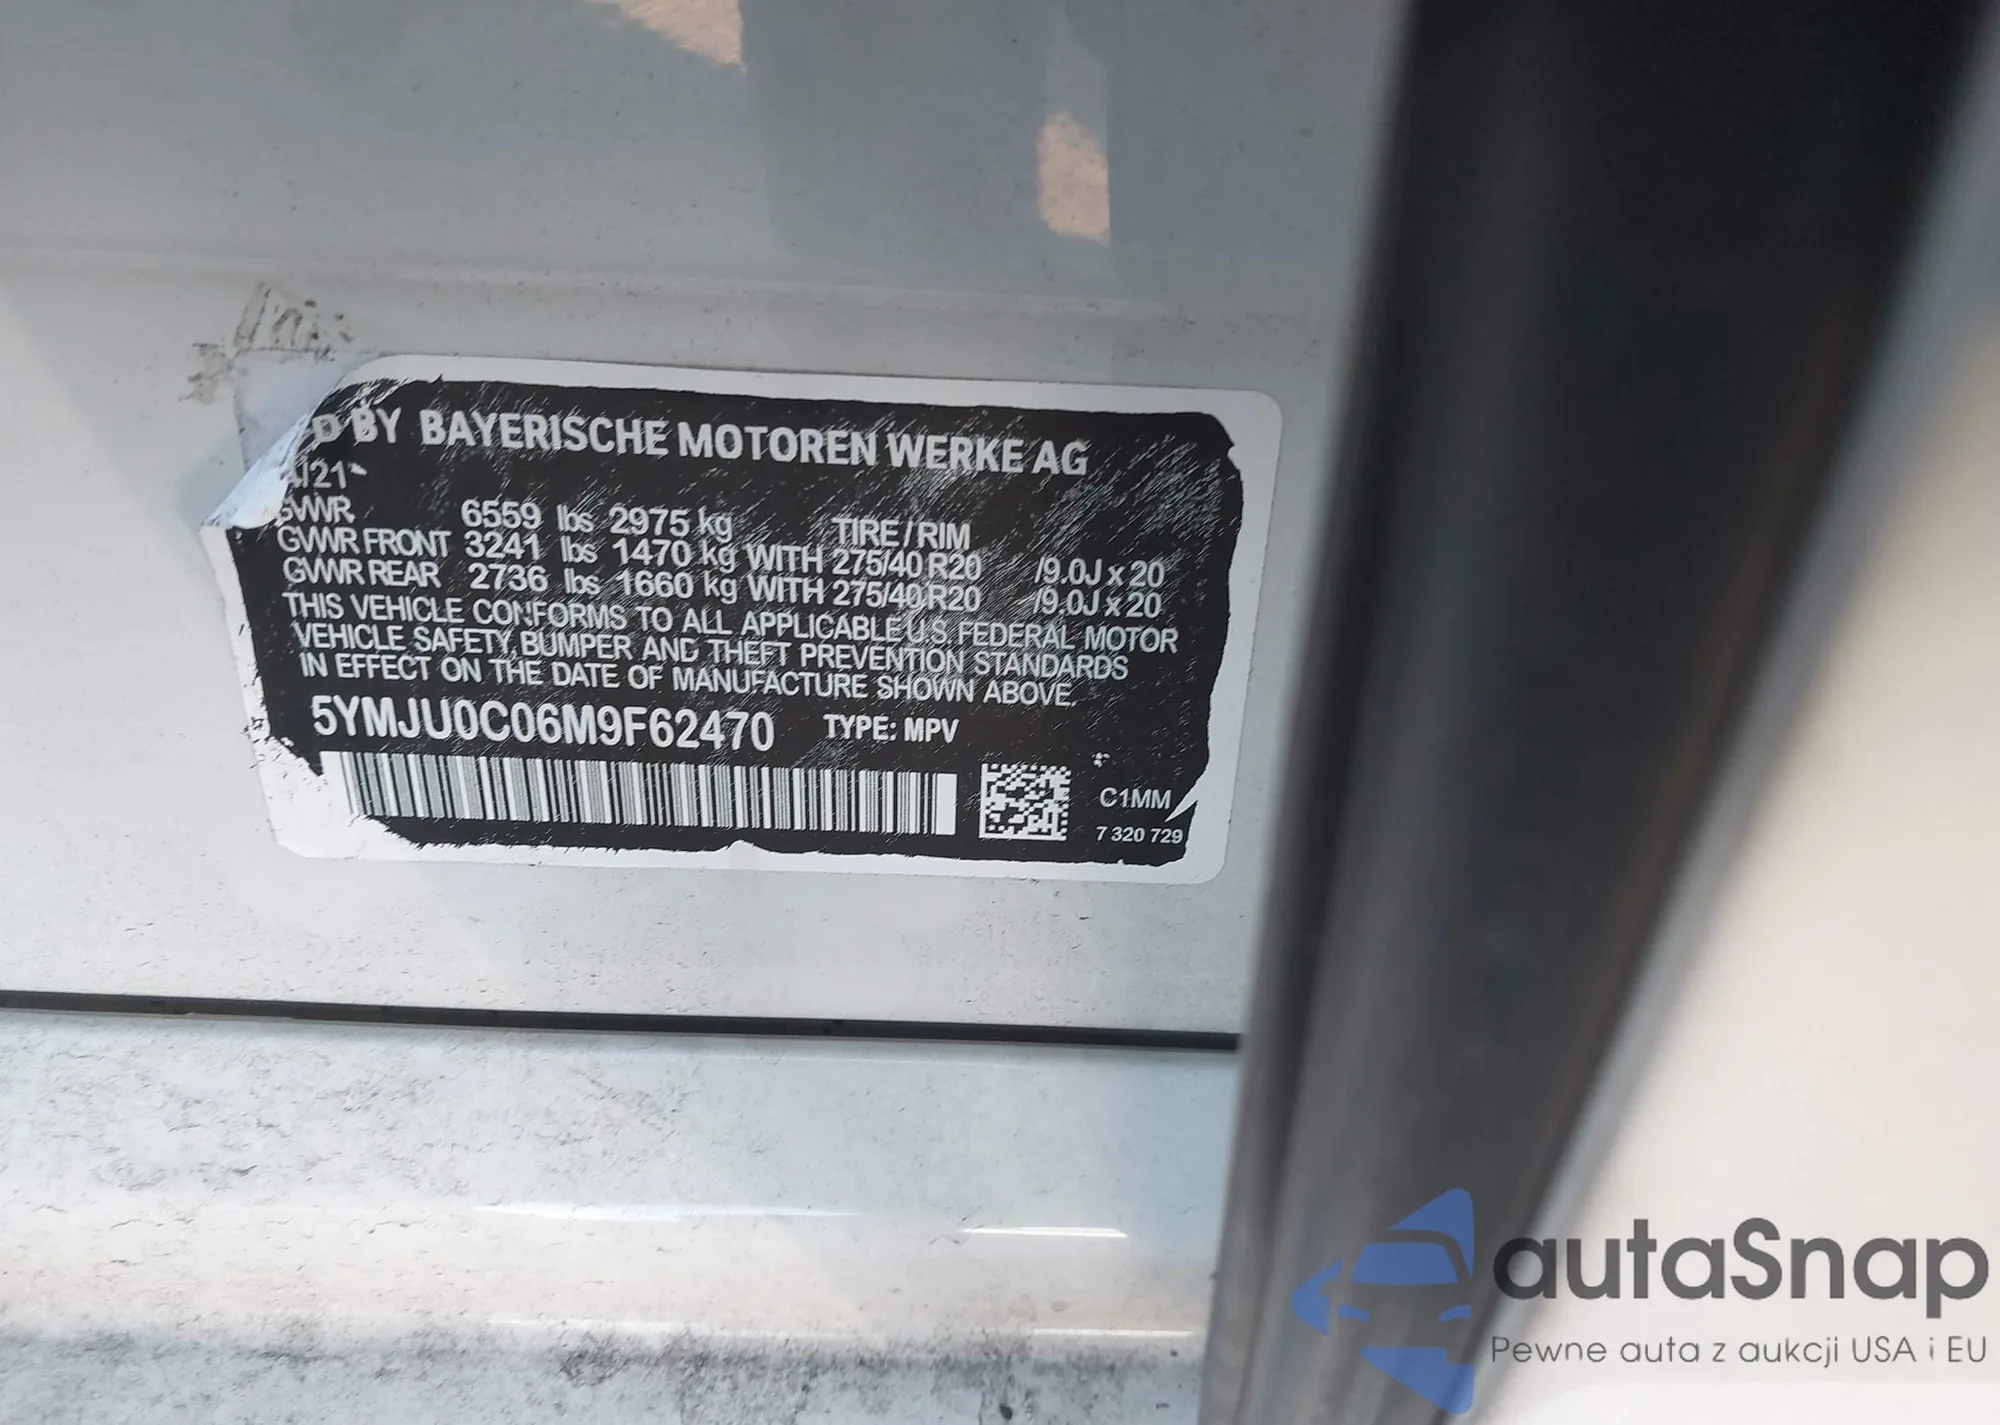 D BY BAYERISCHE MOTOREN WERKE AG
/21
GVWR 6559 lbs 2975 kg TIRE/RIM
GVWR FRONT 3241 lbs 1470 kg WITH 275/40 R20 /9.0J x 20
GVWR REAR 2736 lbs 1660 kg WITH 275/40 R20 /9.0J x 20
THIS VEHICLE CONFORMS TO ALL APPLICABLE U.S. FEDERAL MOTOR
VEHICLE SAFETY, BUMPER AND THEFT PREVENTION STANDARDS
IN EFFECT ON THE DATE OF MANUFACTURE SHOWN ABOVE.
5YMJU0C06M9F62470 TYPE: MPV
C1MM
7 320 729
autaSnap
Pewne auta z aukcji USA i EU